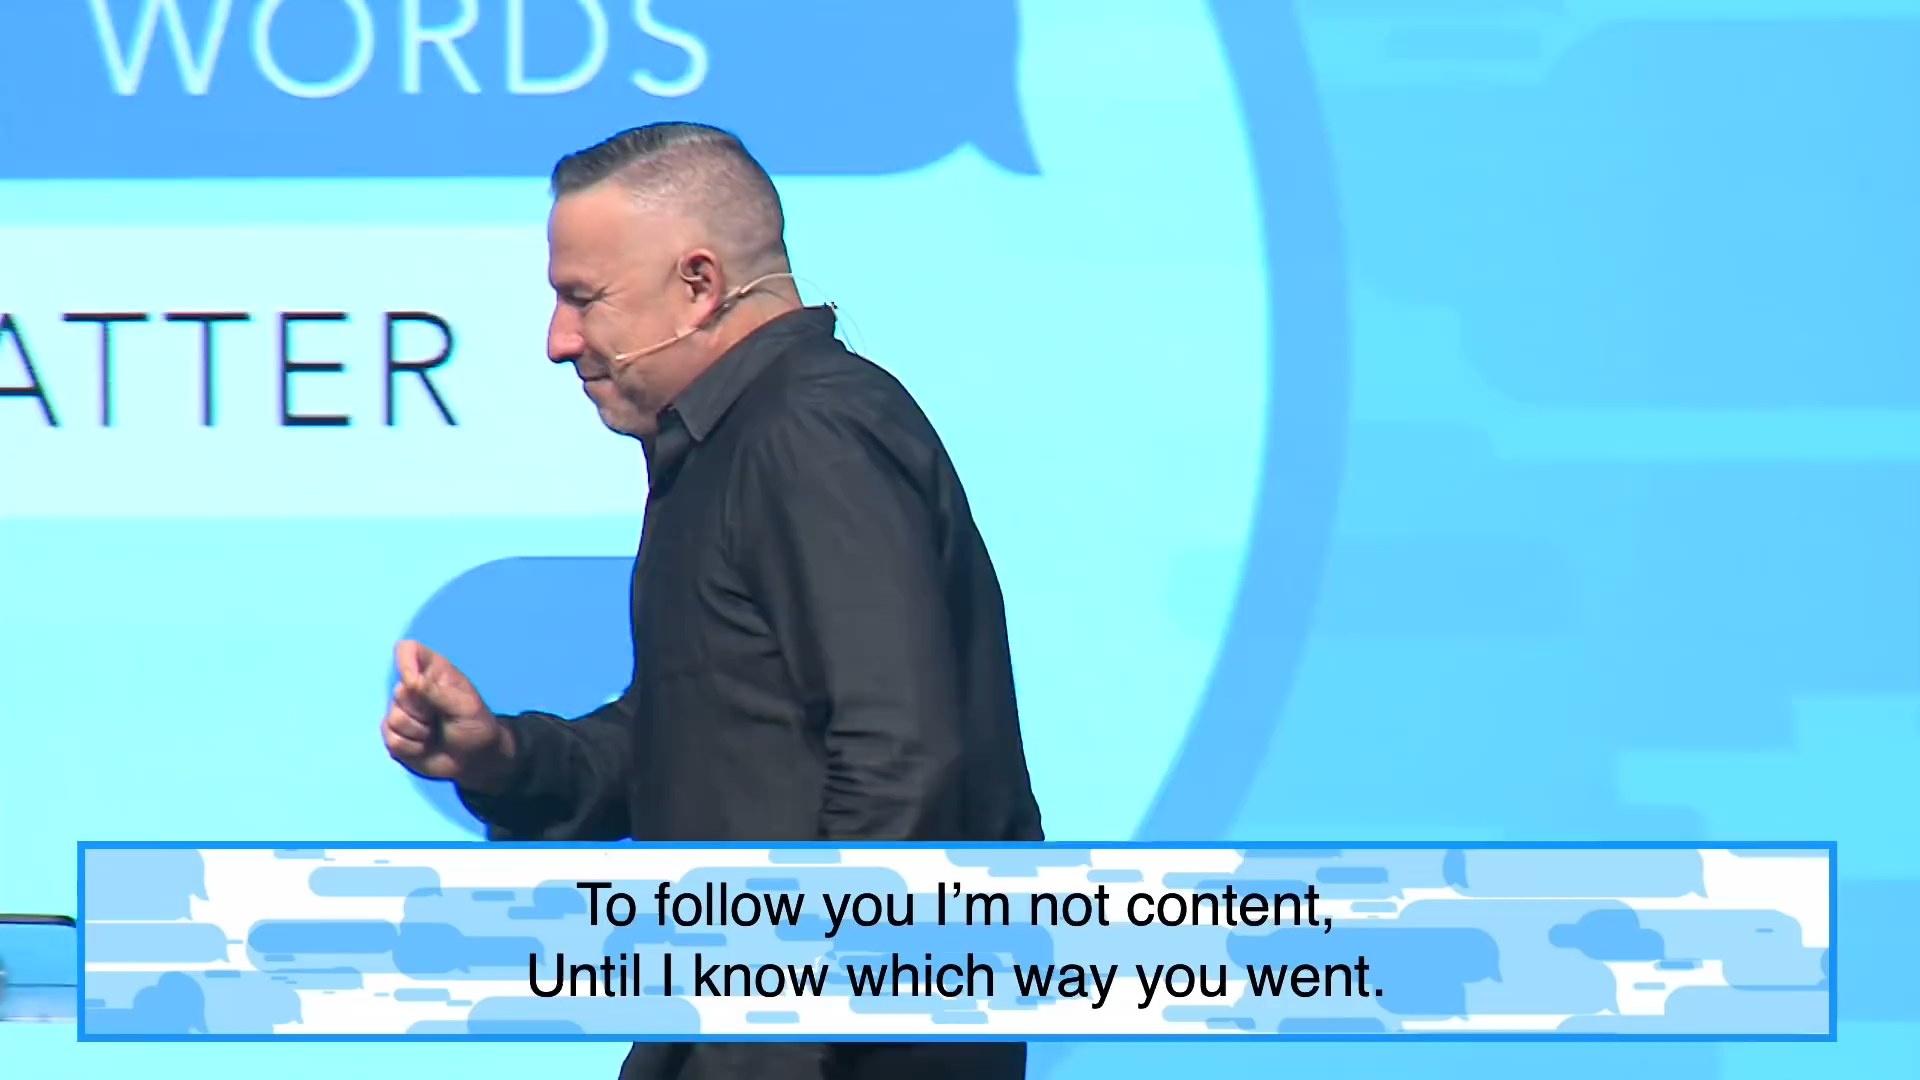 WORDS
ATTER
To follow you I’m not content,
Until I know which way you went.